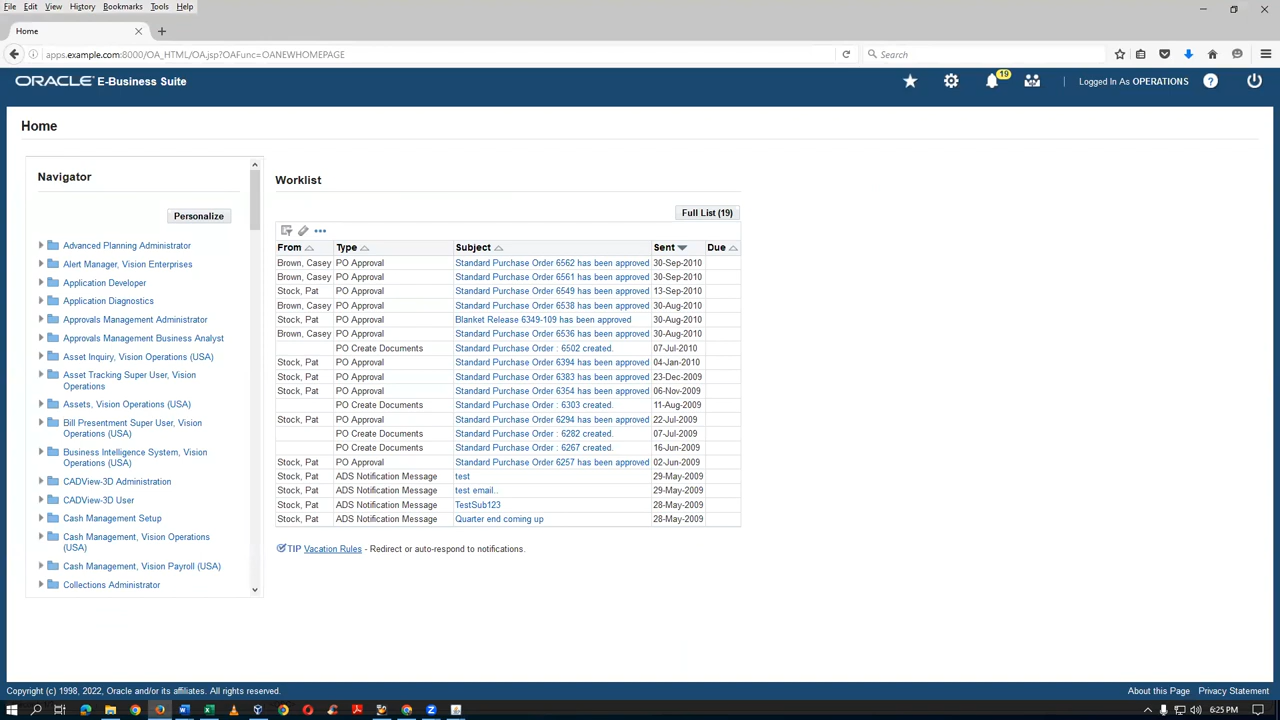 File Edit View History Bookmarks Tools Help
Home
apps.example.com:8000/OA_HTML/OA.jsp?OAFunc=OANEWHOMEPAGE
Search
ORACLE E-Business Suite
19
Logged In As OPERATIONS
Home
Navigator
Personalize
Advanced Planning Administrator
Alert Manager, Vision Enterprises
Application Developer
Application Diagnostics
Approvals Management Administrator
Approvals Management Business Analyst
Asset Inquiry, Vision Operations (USA)
Asset Tracking Super User, Vision
Operations
Assets, Vision Operations (USA)
Bill Presentment Super User, Vision
Operations (USA)
Business Intelligence System, Vision
Operations (USA)
CADView-3D Administration
CADView-3D User
Cash Management Setup
Cash Management, Vision Operations
(USA)
Cash Management, Vision Payroll (USA)
Collections Administrator
Worklist
Full List (19)
From Type Subject Sent Due
Brown, Casey PO Approval Standard Purchase Order 6562 has been approved 30-Sep-2010
Brown, Casey PO Approval Standard Purchase Order 6561 has been approved 30-Sep-2010
Stock, Pat PO Approval Standard Purchase Order 6549 has been approved 13-Sep-2010
Brown, Casey PO Approval Standard Purchase Order 6538 has been approved 30-Aug-2010
Stock, Pat PO Approval Blanket Release 6349-109 has been approved 30-Aug-2010
Brown, Casey PO Approval Standard Purchase Order 6536 has been approved 30-Aug-2010
PO Create Documents Standard Purchase Order : 6502 created. 07-Jul-2010
Stock, Pat PO Approval Standard Purchase Order 6394 has been approved 04-Jan-2010
Stock, Pat PO Approval Standard Purchase Order 6383 has been approved 23-Dec-2009
Stock, Pat PO Approval Standard Purchase Order 6354 has been approved 06-Nov-2009
PO Create Documents Standard Purchase Order : 6303 created. 11-Aug-2009
Stock, Pat PO Approval Standard Purchase Order 6294 has been approved 22-Jul-2009
PO Create Documents Standard Purchase Order : 6282 created. 07-Jul-2009
PO Create Documents Standard Purchase Order : 6267 created. 16-Jun-2009
Stock, Pat PO Approval Standard Purchase Order 6257 has been approved 02-Jun-2009
Stock, Pat ADS Notification Message test 29-May-2009
Stock, Pat ADS Notification Message test email.. 29-May-2009
Stock, Pat ADS Notification Message TestSub123 28-May-2009
Stock, Pat ADS Notification Message Quarter end coming up 28-May-2009
TIP Vacation Rules - Redirect or auto-respond to notifications.
Copyright (c) 1998, 2022, Oracle and/or its affiliates. All rights reserved.
About this Page Privacy Statement
6:25 PM